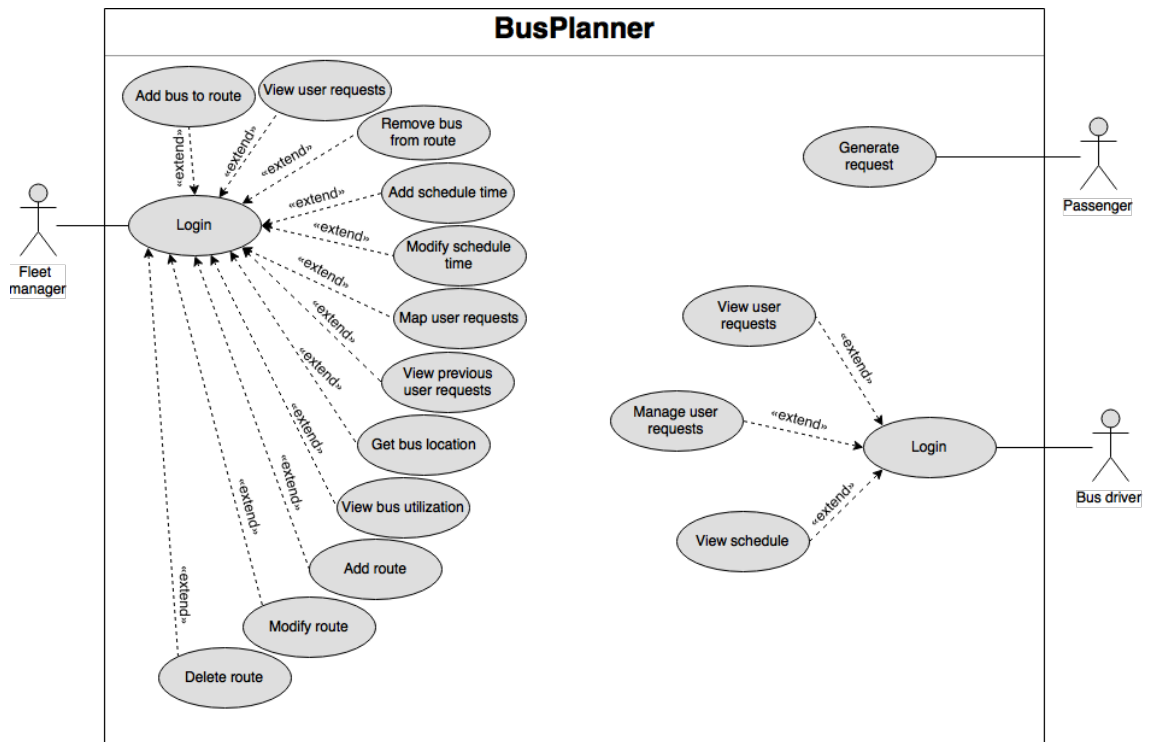 BusPlanner
Add bus to route
View user requests
Remove bus
from route
Add schedule time
Modify schedule
time
Map user requests
View previous
user requests
Get bus location
View bus utilization
Add route
Modify route
Delete route
Login
Fleet
manager
«extend»
«extend»
«extend»
«extend»
«extend»
«extend»
«extend»
«extend»
«extend»
«extend»
«extend»
«extend»
Generate
request
Passenger
View user
requests
Manage user
requests
View schedule
«extend»
«extend»
«extend»
Login
Bus driver